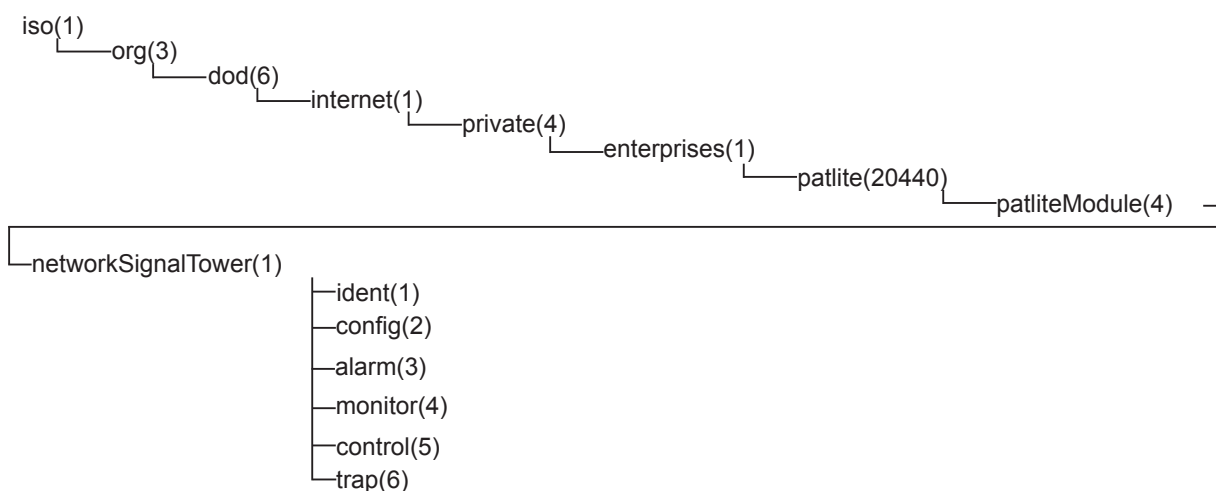 iso(1)
org(3)
dod(6)
internet(1)
private(4)
enterprises(1)
patlite(20440)
patliteModule(4)
networkSignalTower(1)
ident(1)
config(2)
alarm(3)
monitor(4)
control(5)
trap(6)